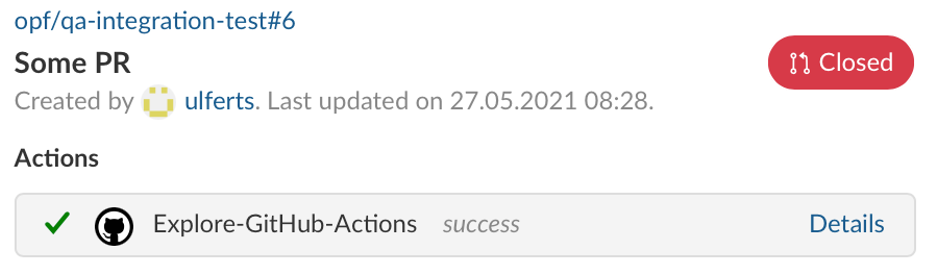 opf/qa-integration-test#6
Some PR
Closed
Created by ulferts. Last updated on 27.05.2021 08:28.
Actions
Explore-GitHub-Actions success Details